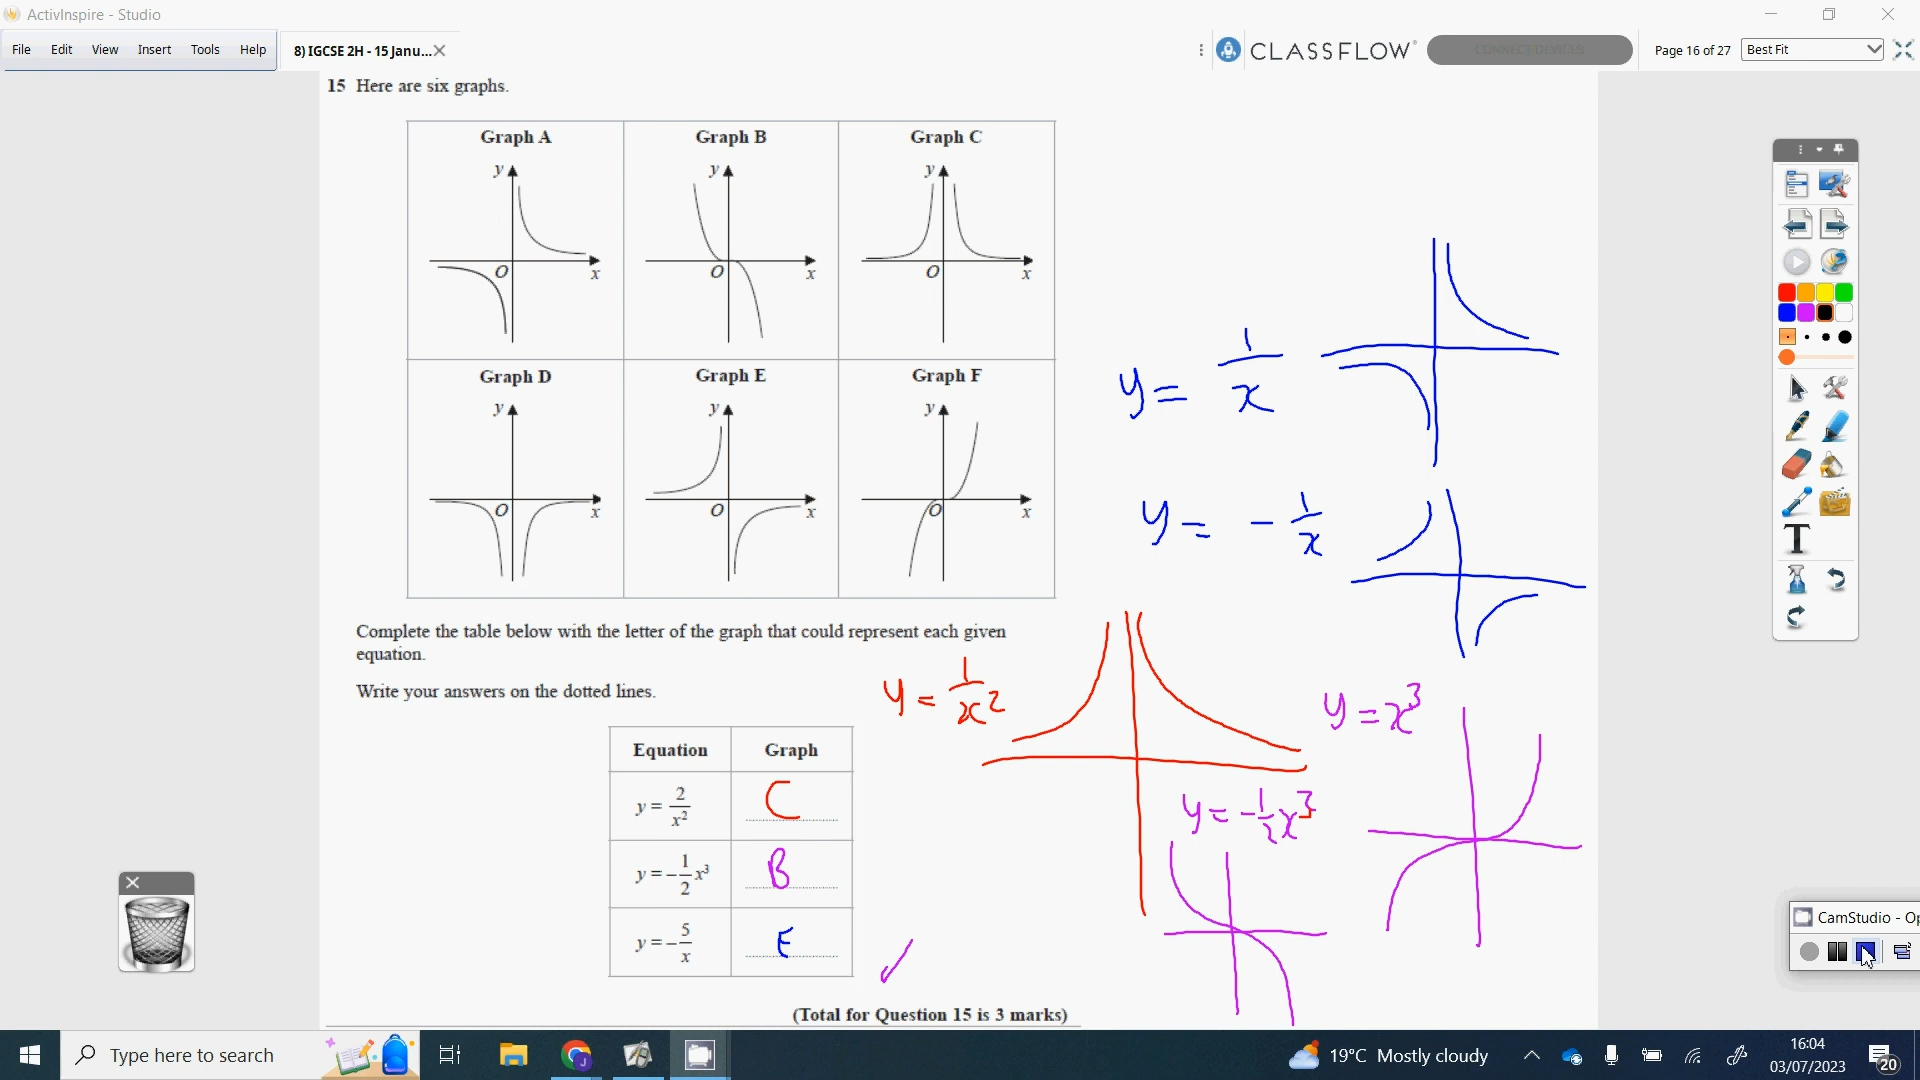 ActivInspire - Studio
File Edit View Insert Tools Help
8) IGCSE 2H - 15 Janu...
CLASSFLOW
CONNECT DEVICES
Page 16 of 27
Best Fit
15 Here are six graphs.
Graph A Graph B Graph C
y y y
O x O x O x
Graph D Graph E Graph F
y y y
O x O x O x
Complete the table below with the letter of the graph that could represent each given
equation.
Write your answers on the dotted lines.
Equation Graph
y = 2/x² C
y = -1/2 x³ B
y = -5/x E
(Total for Question 15 is 3 marks)
y = 1/x
y = - 1/x
y = 1/x²
y = x³
y = -1/2 x³
T
CamStudio - Op
Type here to search
19°C Mostly cloudy
16:04
03/07/2023
20